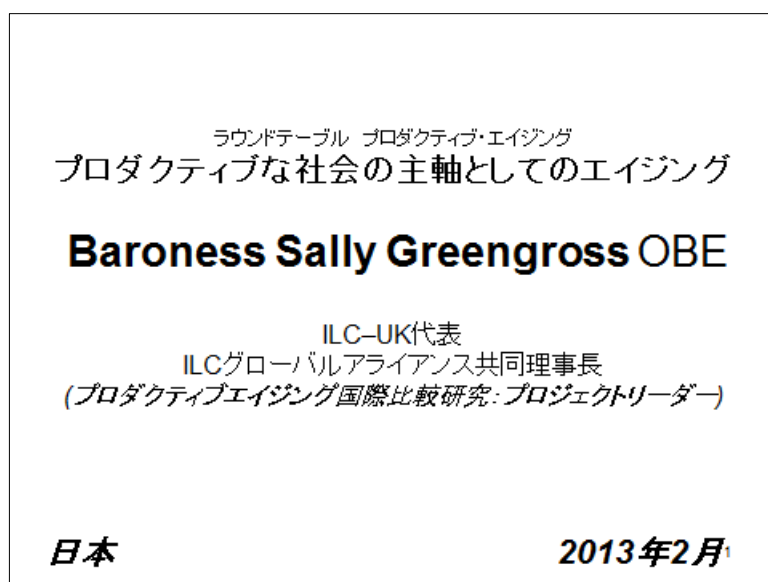 ラウンドテーブル プロダクティブ・エイジング
プロダクティブな社会の主軸としてのエイジング
Baroness Sally Greengross OBE
ILC–UK代表
ILCグローバルアライアンス共同理事長
(プロダクティブエイジング国際比較研究：プロジェクトリーダー)
日本 2013年2月 1